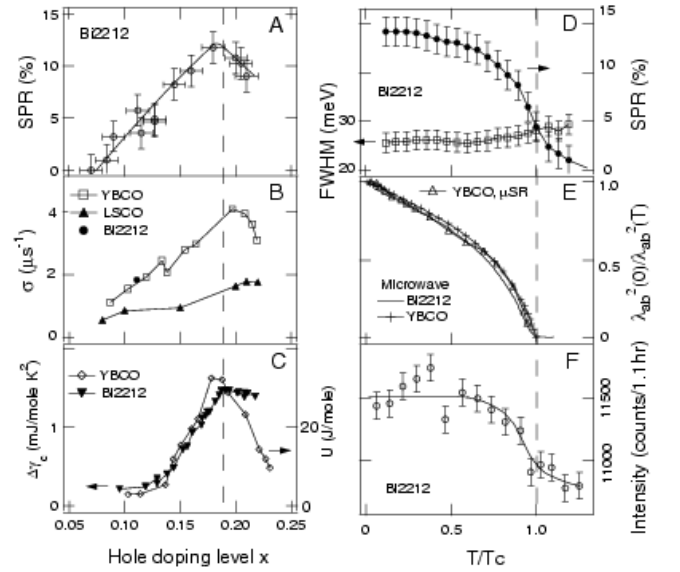 A
Bi2212
SPR (%)
15
10
5
0
B
YBCO
LSCO
Bi2212
σ (μs⁻¹)
4
2
0
C
YBCO
Bi2212
Δγc (mJ/mole K²)
1
0
U (J/mole)
20
0
0.05 0.10 0.15 0.20 0.25
Hole doping level x
D
Bi2212
FWHM (meV)
30
20
SPR (%)
15
10
5
0
E
YBCO, μSR
Microwave
Bi2212
YBCO
λab²(0)/λab²(T)
1.0
0.5
0
F
Bi2212
Intensity (counts/1.1hr)
11500
11000
0 0.5 1.0 1.5
T/Tc